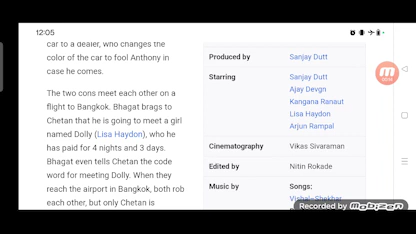 12:05
car to a dealer, who changes the
color of the car to fool Anthony in
case he comes.
The two cons meet each other on a
flight to Bangkok. Bhagat brags to
Chetan that he is going to meet a girl
named Dolly (Lisa Haydon), who he
has paid for 4 nights and 3 days.
Bhagat even tells Chetan the code
word for meeting Dolly. When they
reach the airport in Bangkok, both rob
each other, but only Chetan is
Produced by Sanjay Dutt
Starring Sanjay Dutt
Ajay Devgn
Kangana Ranaut
Lisa Haydon
Arjun Rampal
Cinematography Vikas Sivaraman
Edited by Nitin Rokade
Music by Songs:
Vishal–Shekhar
Recorded by Mobizen